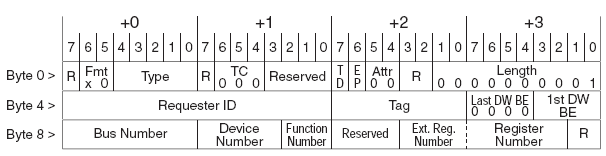 +0 +1 +2 +3
7 6 5 4 3 2 1 0 7 6 5 4 3 2 1 0 7 6 5 4 3 2 1 0 7 6 5 4 3 2 1 0
Byte 0 > R Fmt x 0 Type R TC 0 0 0 Reserved TD EP Attr 0 0 R Length 0 0 0 0 0 0 0 0 0 1
Byte 4 > Requester ID Tag Last DW BE 0 0 0 0 1st DW BE
Byte 8 > Bus Number Device Number Function Number Reserved Ext. Reg. Number Register Number R